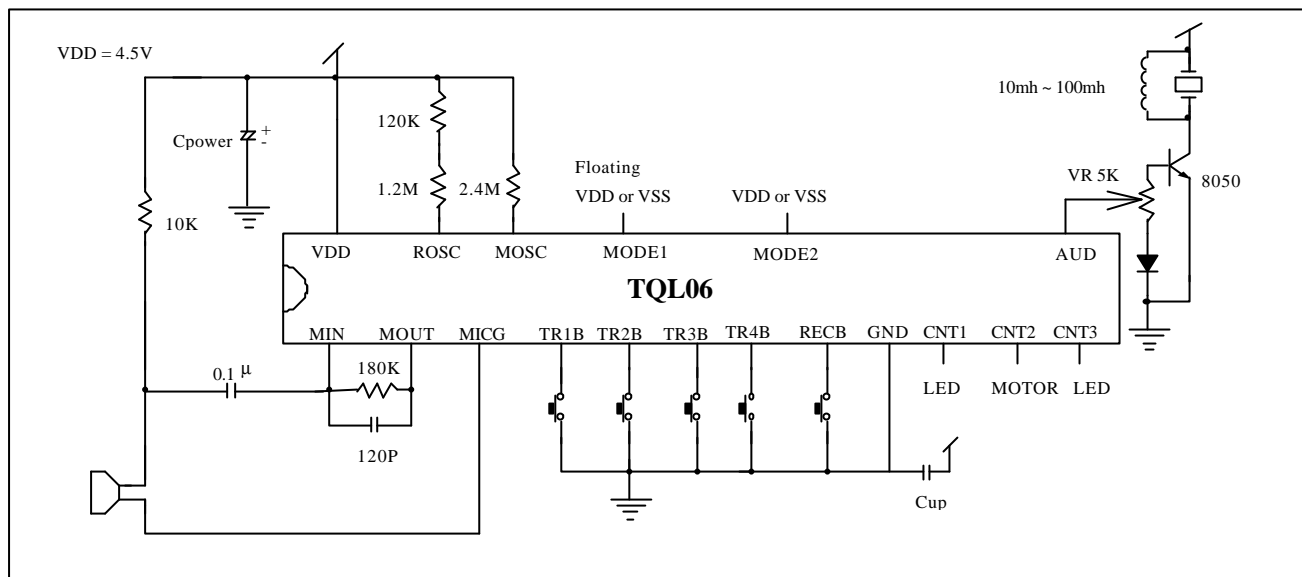 VDD = 4.5V
10mh ~ 100mh
120K
Cpower
+
-
Floating
1.2M
2.4M
VDD or VSS
VDD or VSS
VR 5K
8050
10K
VDD
ROSC
MOSC
MODE1
MODE2
AUD
TQL06
MIN
MOUT
MICG
TR1B
TR2B
TR3B
TR4B
RECB
GND
CNT1
CNT2
CNT3
0.1 μ
180K
LED
MOTOR
LED
120P
Cup